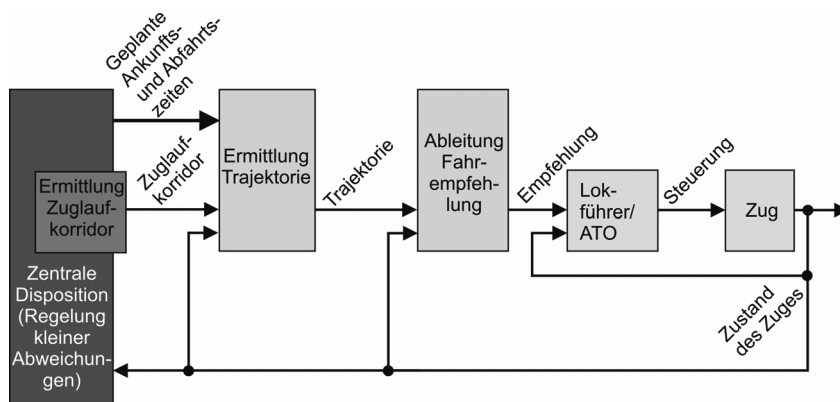 Geplante
Ankunfts-
und Abfahrts-
zeiten
Ermittlung
Zuglauf-
korridor
Zentrale
Disposition
(Regelung
kleiner
Abweichun-
gen)
Zuglauf-
korridor
Ermittlung
Trajektorie
Trajektorie
Ableitung
Fahr-
empfeh-
lung
Empfehlung
Lok-
führer/
ATO
Steuerung
Zug
Zustand
des Zuges